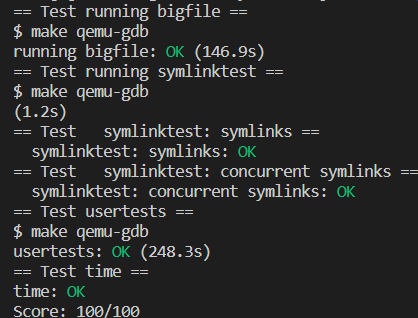 == Test running bigfile ==
$ make qemu-gdb
running bigfile: OK (146.9s)
== Test running symlinktest ==
$ make qemu-gdb
(1.2s)
== Test   symlinktest: symlinks ==
  symlinktest: symlinks: OK
== Test   symlinktest: concurrent symlinks ==
  symlinktest: concurrent symlinks: OK
== Test usertests ==
$ make qemu-gdb
usertests: OK (248.3s)
== Test time ==
time: OK
Score: 100/100